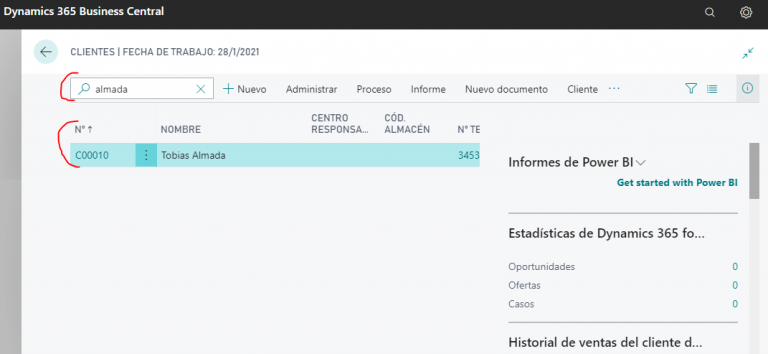 Dynamics 365 Business Central
CLIENTES | FECHA DE TRABAJO: 28/1/2021
almada
Nuevo Administrar Proceso Informe Nuevo documento Cliente ...
Nº ↑ NOMBRE CENTRO RESPONSA... CÓD. ALMACÉN Nº TE
C00010 Tobias Almada 3453
Informes de Power BI
Get started with Power BI
Estadísticas de Dynamics 365 fo...
Oportunidades 0
Ofertas 0
Casos 0
Historial de ventas del cliente d...